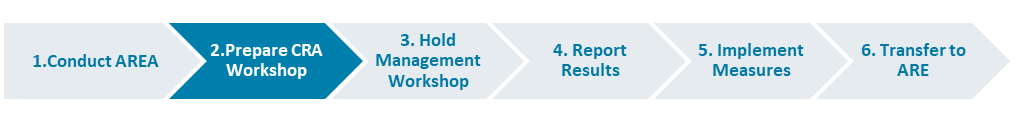 1.Conduct AREA
2.Prepare CRA
Workshop
3. Hold
Management
Workshop
4. Report
Results
5. Implement
Measures
6. Transfer to
ARE